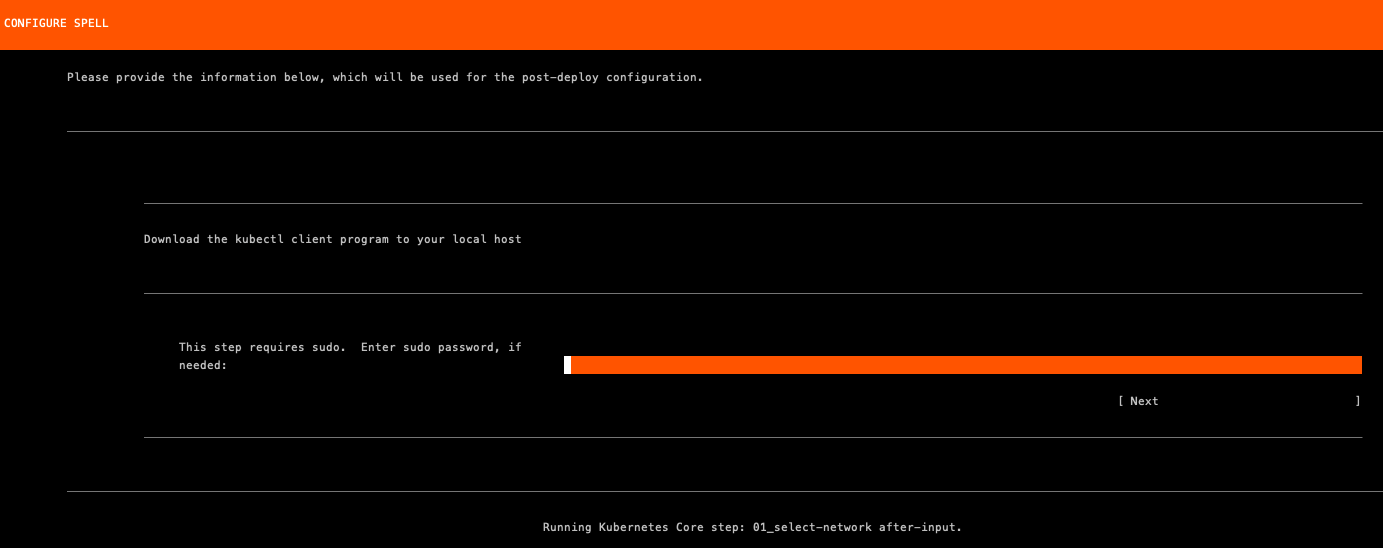 CONFIGURE SPELL
Please provide the information below, which will be used for the post-deploy configuration.
Download the kubectl client program to your local host
This step requires sudo.  Enter sudo password, if
needed:
[ Next                            ]
Running Kubernetes Core step: 01_select-network after-input.